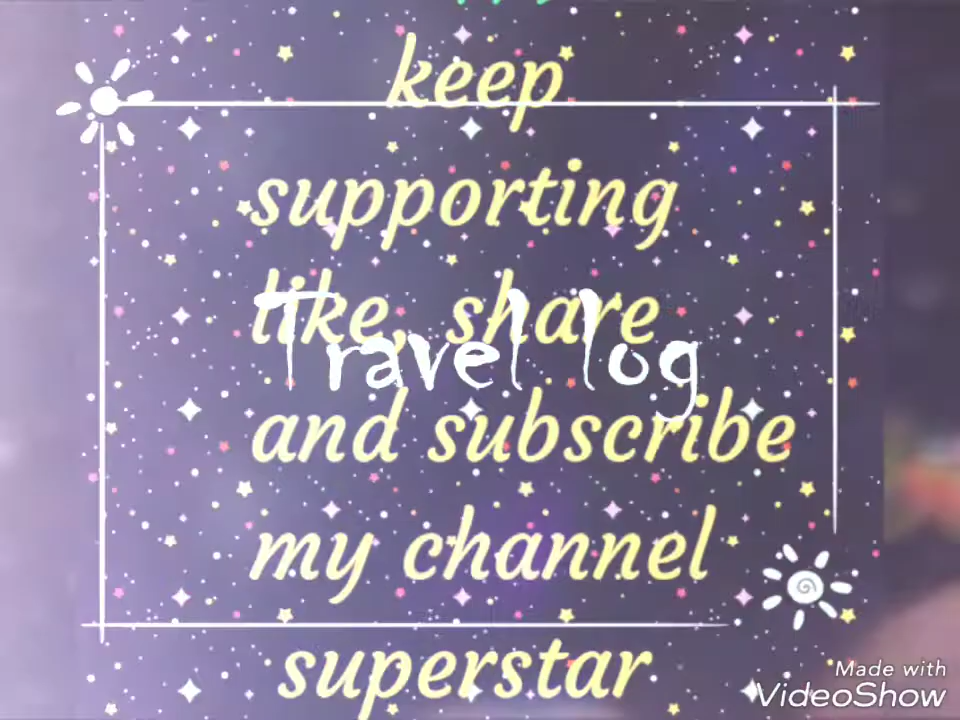 keep
supporting
like, share
Travel log
and subscribe
my channel
superstar
Made with
VideoShow